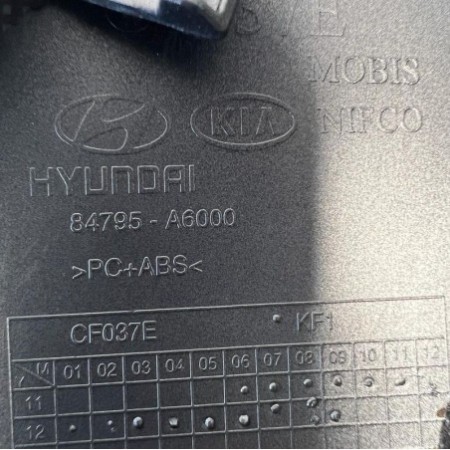 MOBIS
KIA NIFCO
HYUNDAI
84795 - A6000
>PC+ABS<
CF037E KF1
Y M 01 02 03 04 05 06 07 08 09 10 11 12
11
12